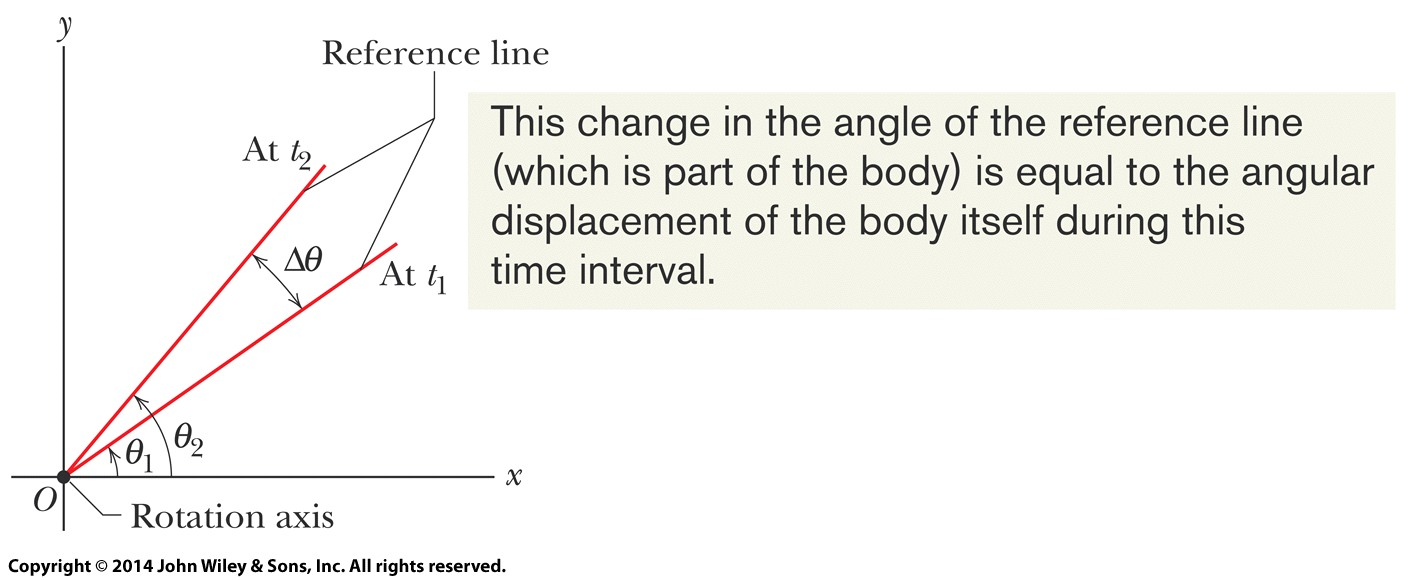 y
Reference line
At t₂
This change in the angle of the reference line
(which is part of the body) is equal to the angular
displacement of the body itself during this
time interval.
Δθ
At t₁
θ₂
θ₁
x
O
Rotation axis
Copyright © 2014 John Wiley & Sons, Inc. All rights reserved.